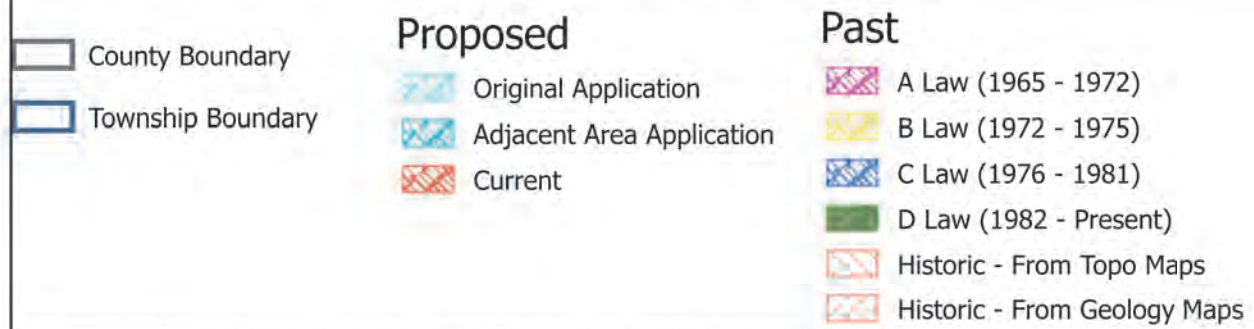 County Boundary
Township Boundary
Proposed
Original Application
Adjacent Area Application
Current
Past
A Law (1965 - 1972)
B Law (1972 - 1975)
C Law (1976 - 1981)
D Law (1982 - Present)
Historic - From Topo Maps
Historic - From Geology Maps